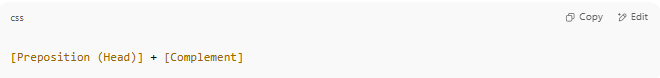 css Copy Edit
[Preposition (Head)] + [Complement]